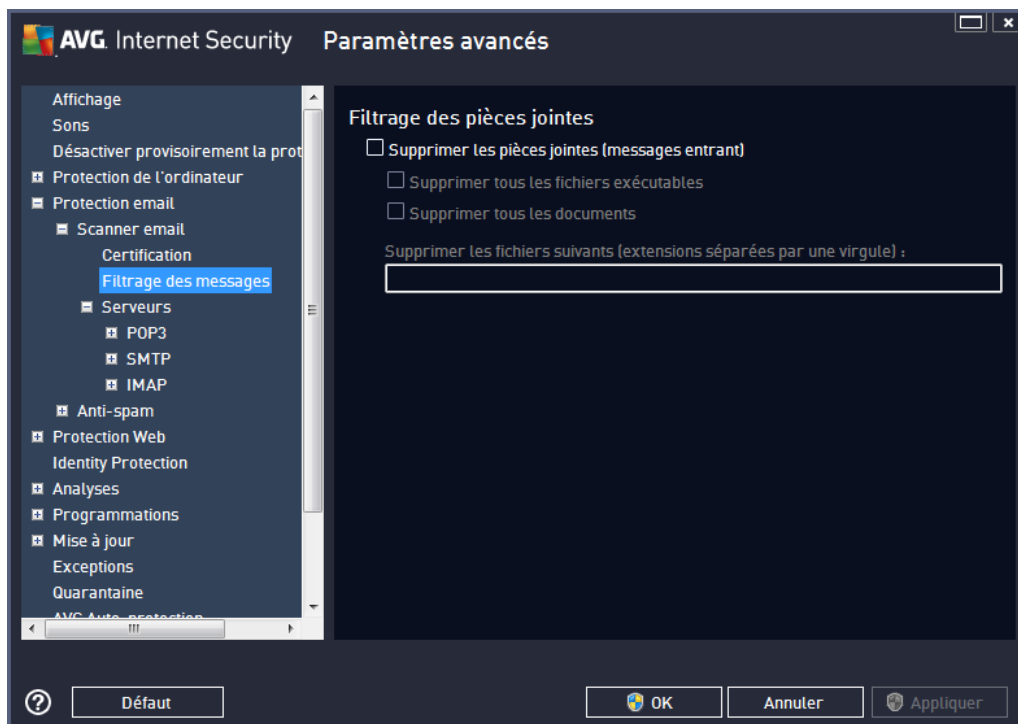 AVG. Internet Security Paramètres avancés
Affichage
Sons
Désactiver provisoirement la prot
Protection de l'ordinateur
Protection email
Scanner email
Certification
Filtrage des messages
Serveurs
POP3
SMTP
IMAP
Anti-spam
Protection Web
Identity Protection
Analyses
Programmations
Mise à jour
Exceptions
Quarantaine
AVG Auto-protection
Filtrage des pièces jointes
Supprimer les pièces jointes (messages entrant)
Supprimer tous les fichiers exécutables
Supprimer tous les documents
Supprimer les fichiers suivants (extensions séparées par une virgule) :
? Défaut OK Annuler Appliquer